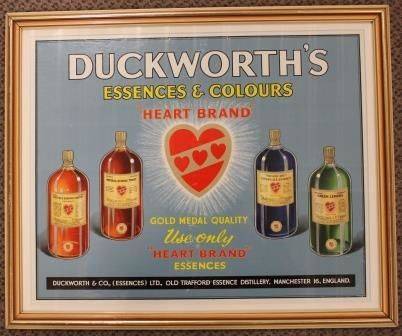 DUCKWORTH'S
ESSENCES & COLOURS
"HEART BRAND"
GOLD MEDAL QUALITY
Use only
"HEART BRAND"
ESSENCES
DUCKWORTH & CO., (ESSENCES) LTD., OLD TRAFFORD ESSENCE DISTILLERY, MANCHESTER 16, ENGLAND.